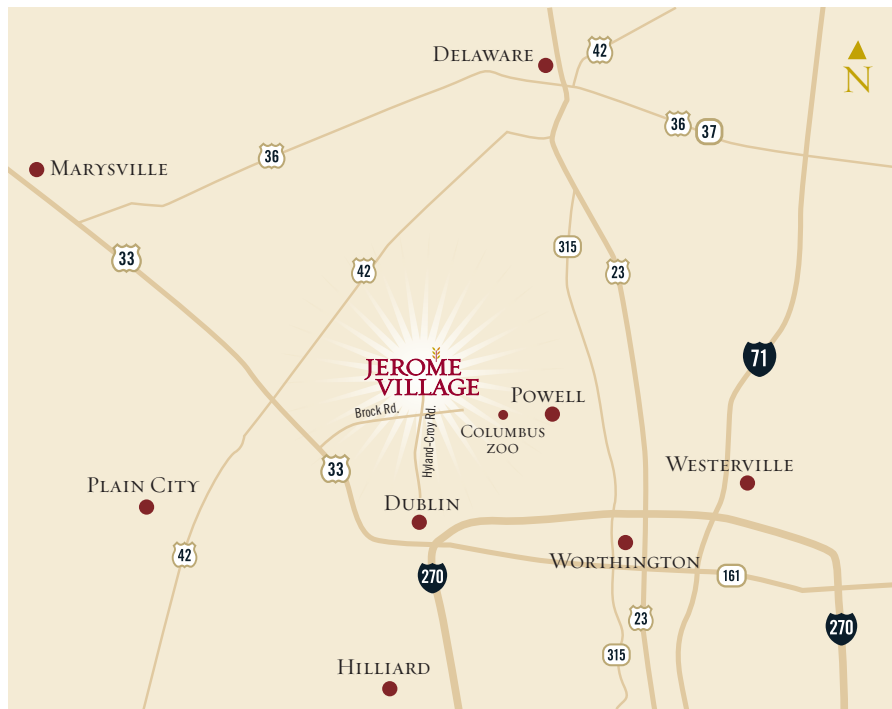 DELAWARE
42
N
36
37
36
MARYSVILLE
33
42
315
23
71
JEROME
VILLAGE
POWELL
Brock Rd.
Hyland-Croy Rd.
COLUMBUS
ZOO
WESTERVILLE
33
PLAIN CITY
DUBLIN
42
WORTHINGTON
270
161
23
270
315
HILLIARD